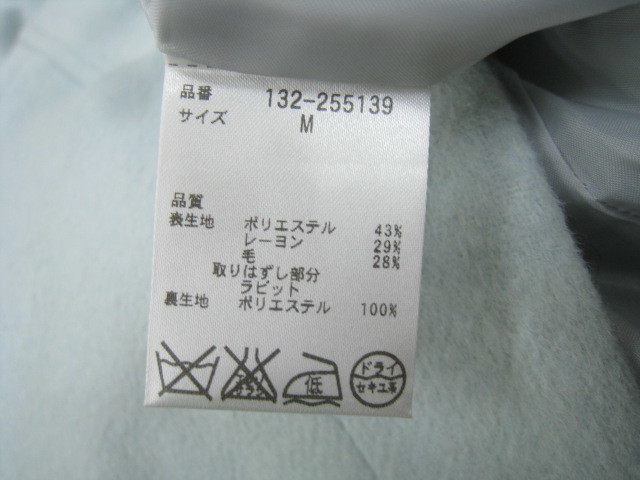 品番 132-255139
サイズ M
品質
表生地 ポリエステル 43%
レーヨン 29%
毛 28%
取りはずし部分
ラビット
裏生地 ポリエステル 100%
低
ドライ
セキユ系